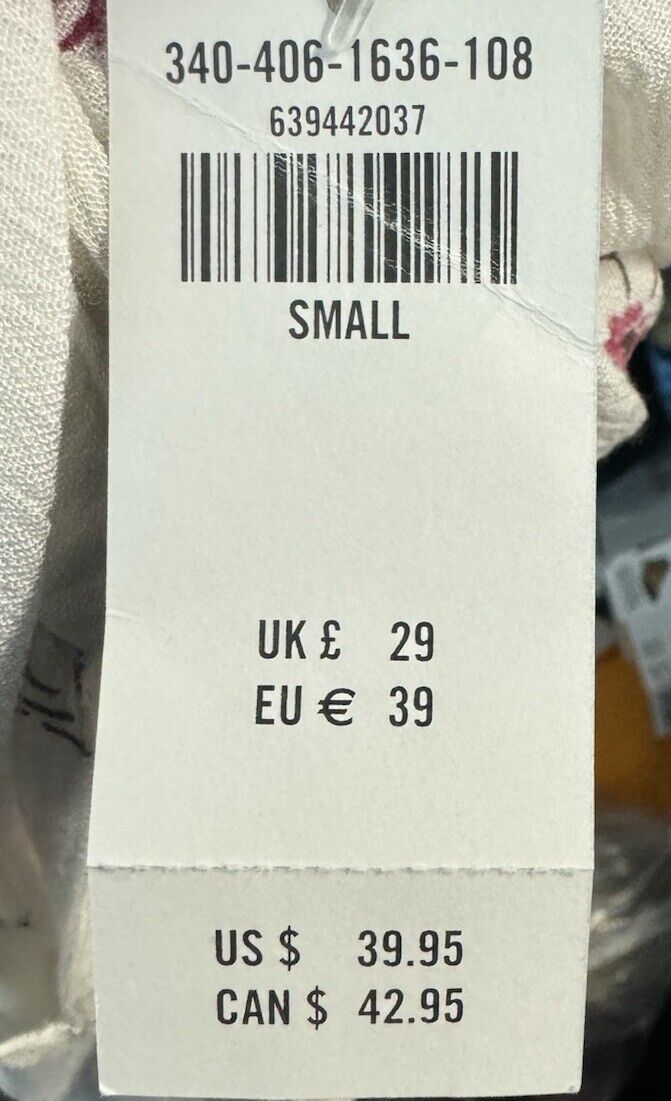 340-406-1636-108
639442037
SMALL
UK £ 29
EU € 39
US $ 39.95
CAN $ 42.95